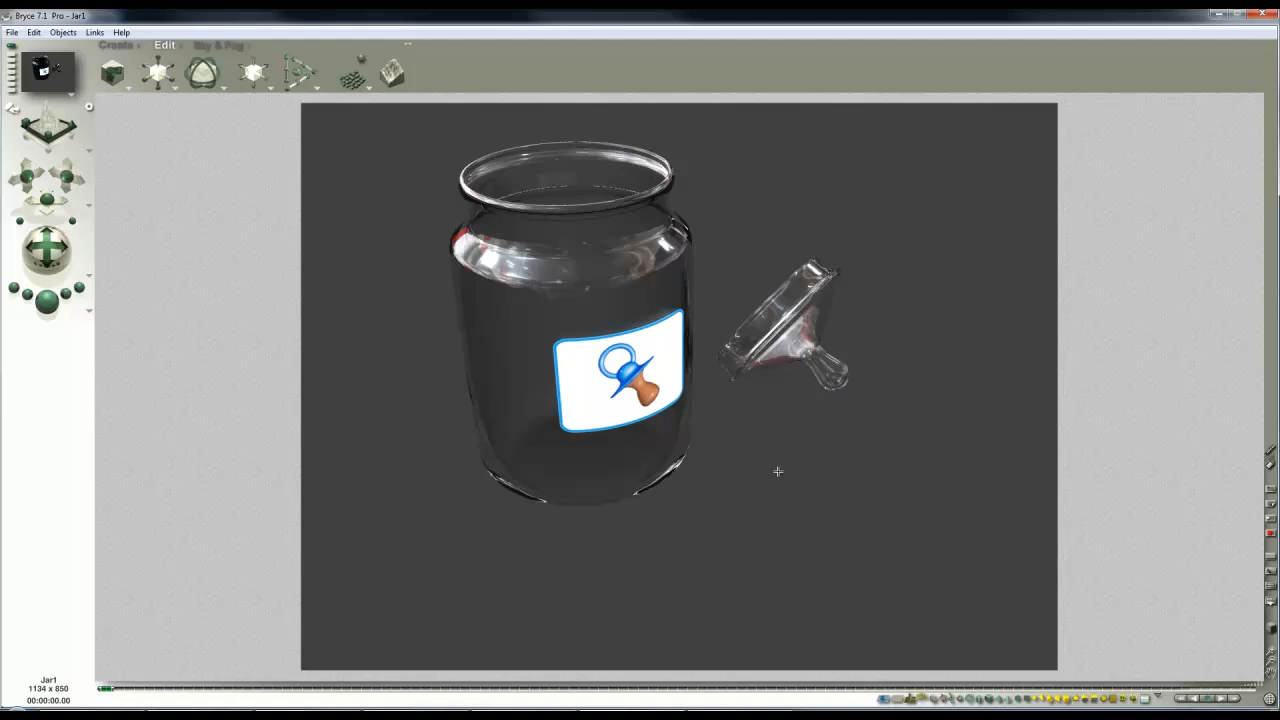 Bryce 7.1 Pro - Jar1
File Edit Objects Links Help
Create Edit Sky & Fog
Jar1
1134 x 850
00:00:00.00